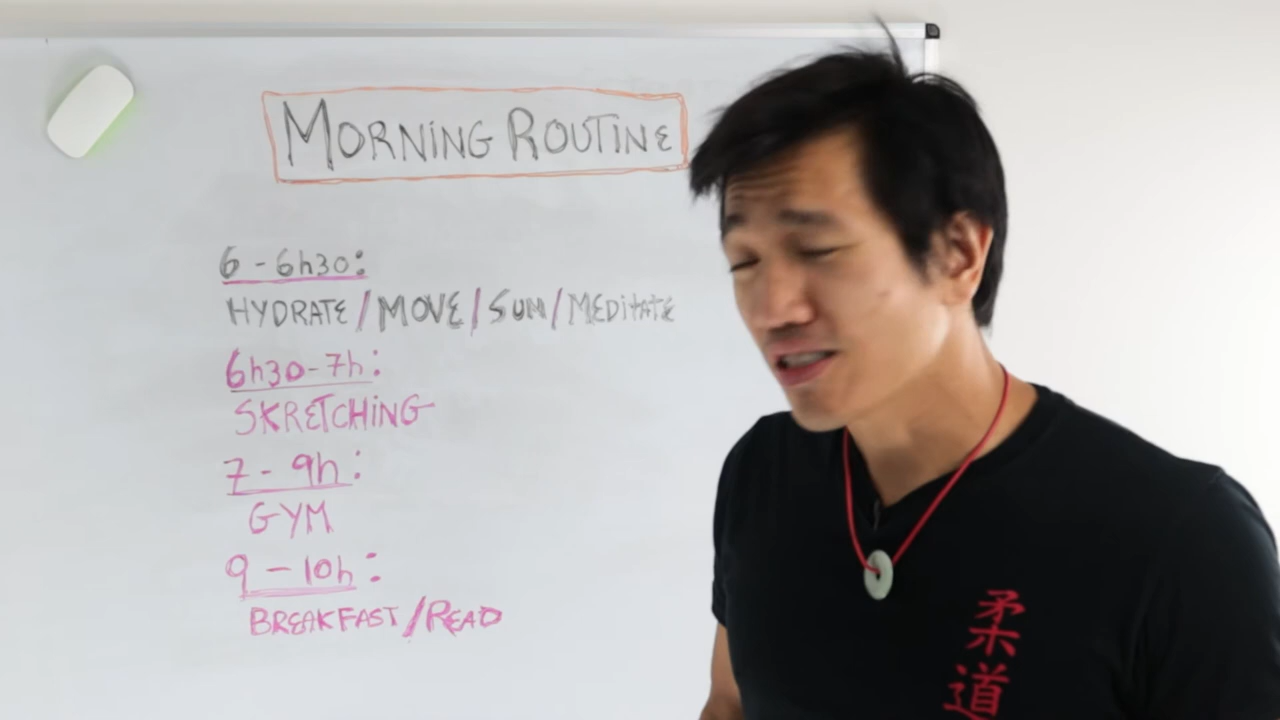 MORNING ROUTINE
6 - 6h30:
HYDRATE / MOVE / SUN / MEDITATE
6h30-7h:
SKRETCHING
7 - 9h:
GYM
9 - 10h:
BREAKFAST / READ
柔道